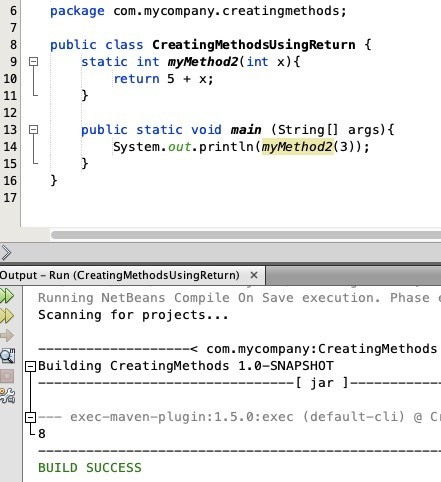 6 package com.mycompany.creatingmethods;
7
8 public class CreatingMethodsUsingReturn {
9 static int myMethod2(int x){
10 return 5 + x;
11 }
12
13 public static void main (String[] args){
14 System.out.println(myMethod2(3));
15 }
16 }
17
Output – Run (CreatingMethodsUsingReturn) ×
Running NetBeans Compile On Save execution. Phase
Scanning for projects...
-------------------< com.mycompany:CreatingMethods
Building CreatingMethods 1.0-SNAPSHOT
--------------------------------[ jar ]---------
--- exec-maven-plugin:1.5.0:exec (default-cli) @
8
------------------------------------------------
BUILD SUCCESS